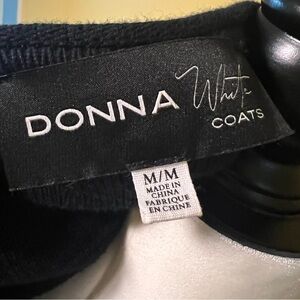 DONNA White
COATS
M/M
MADE IN
CHINA
FABRIQUE
EN CHINE